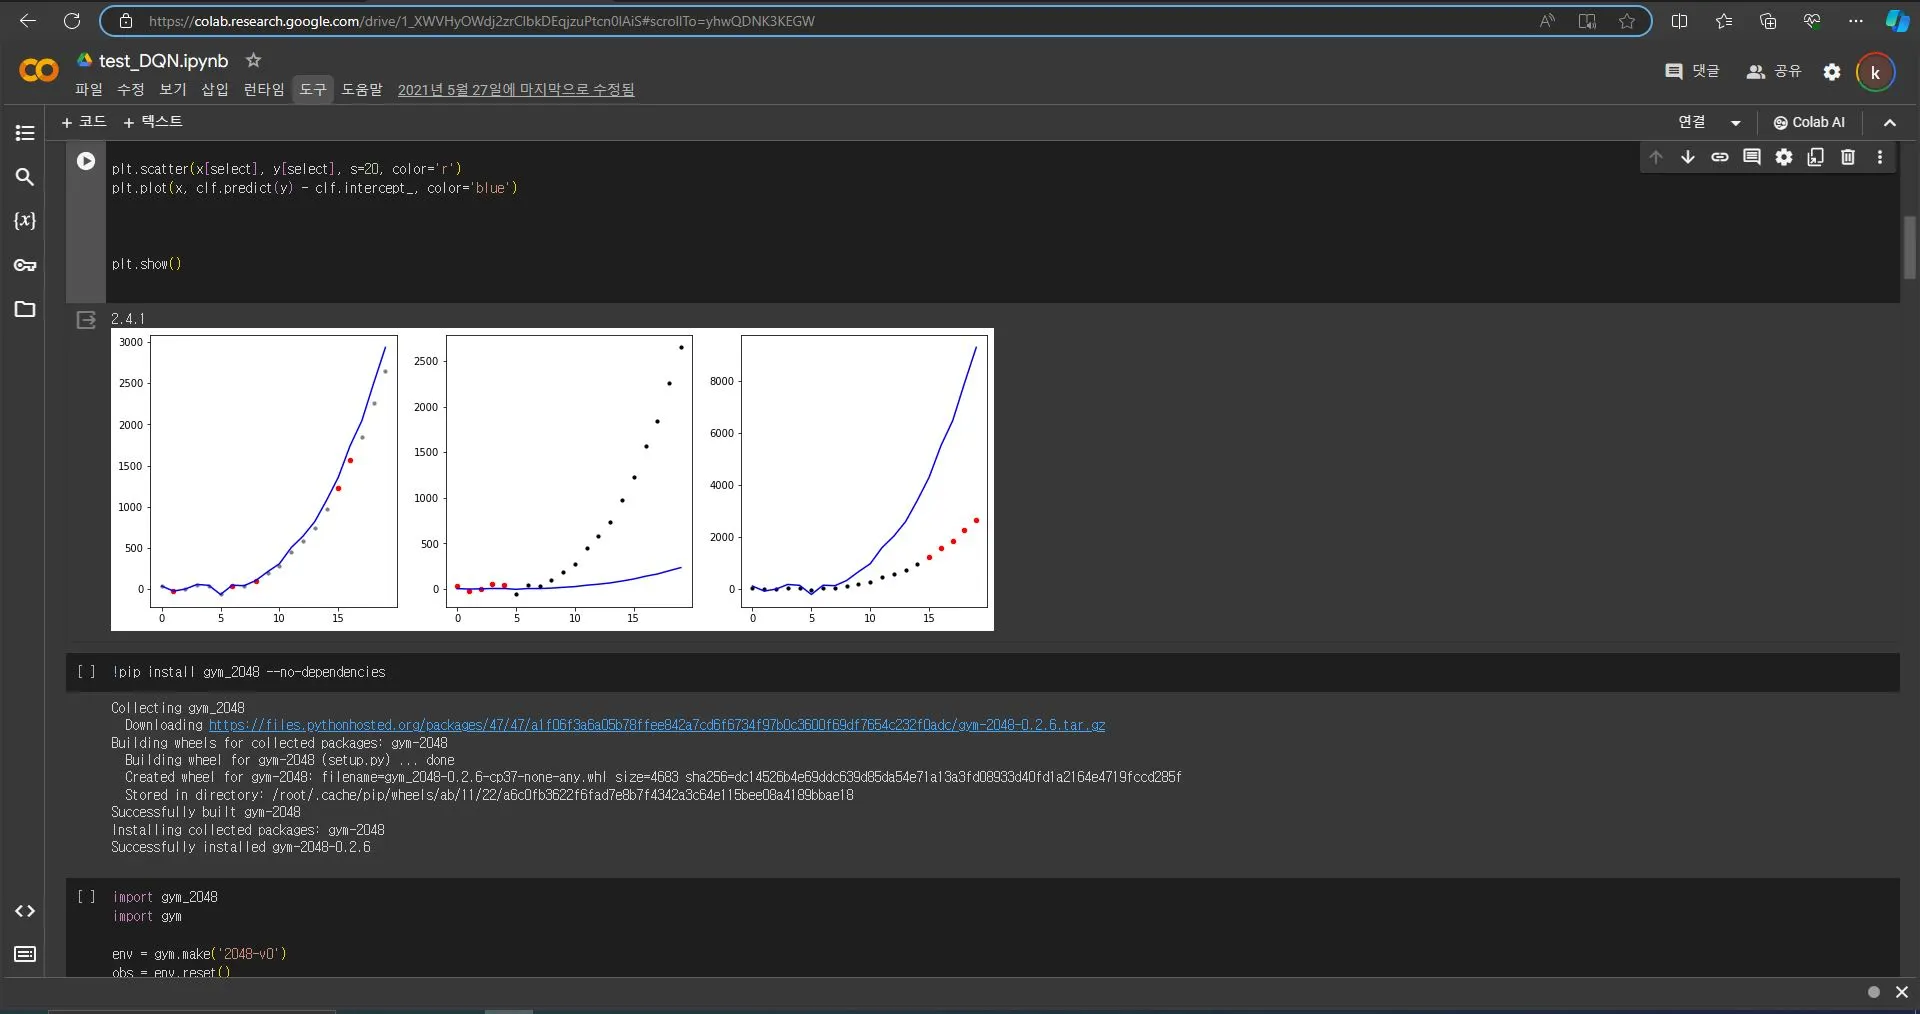 https://colab.research.google.com/drive/1_XWVHyOWdj2zrClbkDEqjzuPtcn0lAiS#scrollTo=yhwQDNK3KEGW
test_DQN.ipynb
댓글 공유 k
파일 수정 보기 삽입 런타임 도구 도움말 2021년 5월 27일에 마지막으로 수정됨
+ 코드 + 텍스트 연결 Colab AI
plt.scatter(x[select], y[select], s=20, color='r')
plt.plot(x, clf.predict(y) - clf.intercept_, color='blue')
plt.show()
2.4.1
3000
2500
2000
1500
1000
500
0
0 5 10 15
2500
2000
1500
1000
500
0
0 5 10 15
8000
6000
4000
2000
0
0 5 10 15
[ ] !pip install gym_2048 --no-dependencies
Collecting gym_2048
Downloading https://files.pythonhosted.org/packages/47/47/a1f06f3a6a05b78ffee842a7cd6f6734f97b0c3600f69df7654c232f0adc/gym-2048-0.2.6.tar.gz
Building wheels for collected packages: gym-2048
Building wheel for gym-2048 (setup.py) ... done
Created wheel for gym-2048: filename=gym_2048-0.2.6-cp37-none-any.whl size=4683 sha256=dc14526b4e69ddc639d85da54e71a13a3fd08933d40fd1a2164e4719fccd285f
Stored in directory: /root/.cache/pip/wheels/ab/11/22/a6c0fb3622f6fad7e8b7f4342a3c64e115bee08a4189bbae18
Successfully built gym-2048
Installing collected packages: gym-2048
Successfully installed gym-2048-0.2.6
[ ] import gym_2048
import gym
env = gym.make('2048-v0')
obs = env.reset()